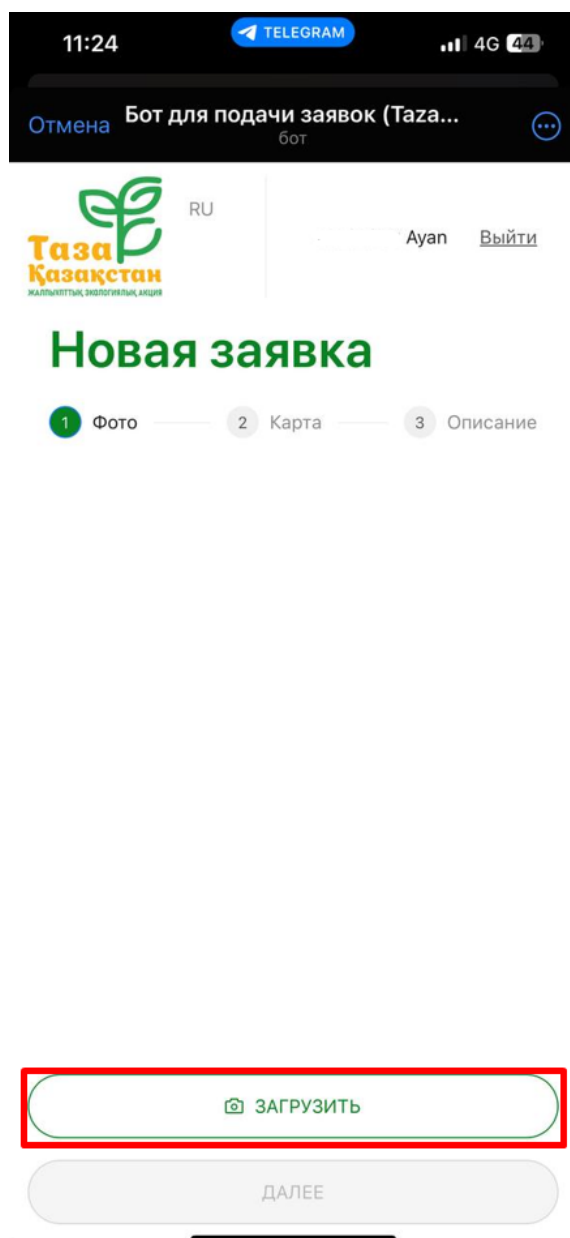 11:24 TELEGRAM 4G 44
Отмена Бот для подачи заявок (Taza...
бот
RU
Ayan Выйти
Таза
Қазақстан
ЖАЛПЫҰЛТТЫҚ ЭКОЛОГИЯЛЫҚ АКЦИЯ
Новая заявка
1 Фото 2 Карта 3 Описание
ЗАГРУЗИТЬ
ДАЛЕЕ